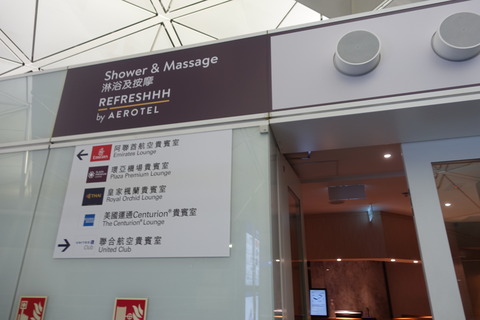 Shower & Massage
淋浴及按摩
REFRESHHH
by AEROTEL
阿聯酋航空貴賓室
Emirates Lounge
環亞機場貴賓室
Plaza Premium Lounge
皇家風蘭貴賓室
Royal Orchid Lounge
美國運通Centurion®貴賓室
The Centurion® Lounge
聯合航空貴賓室
United Club